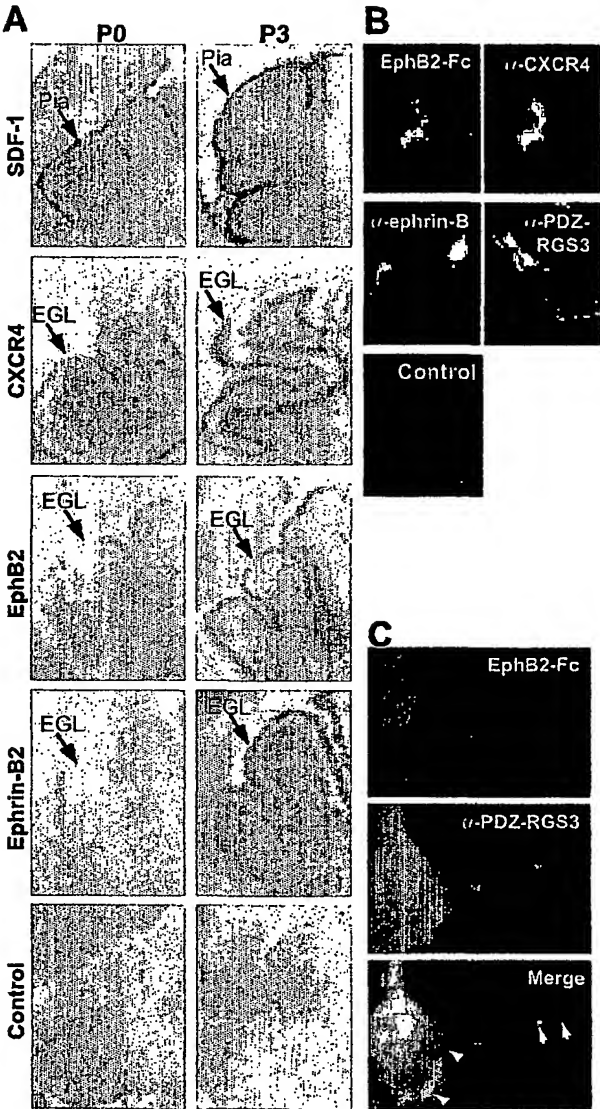 A
P0 P3
SDF-1
Pia
Pia
CXCR4
EGL
EGL
EphB2
EGL
EGL
Ephrin-B2
EGL
EGL
Control
B
EphB2-Fc
α-CXCR4
α-ephrin-B
α-PDZ-
RGS3
Control
C
EphB2-Fc
α-PDZ-RGS3
Merge